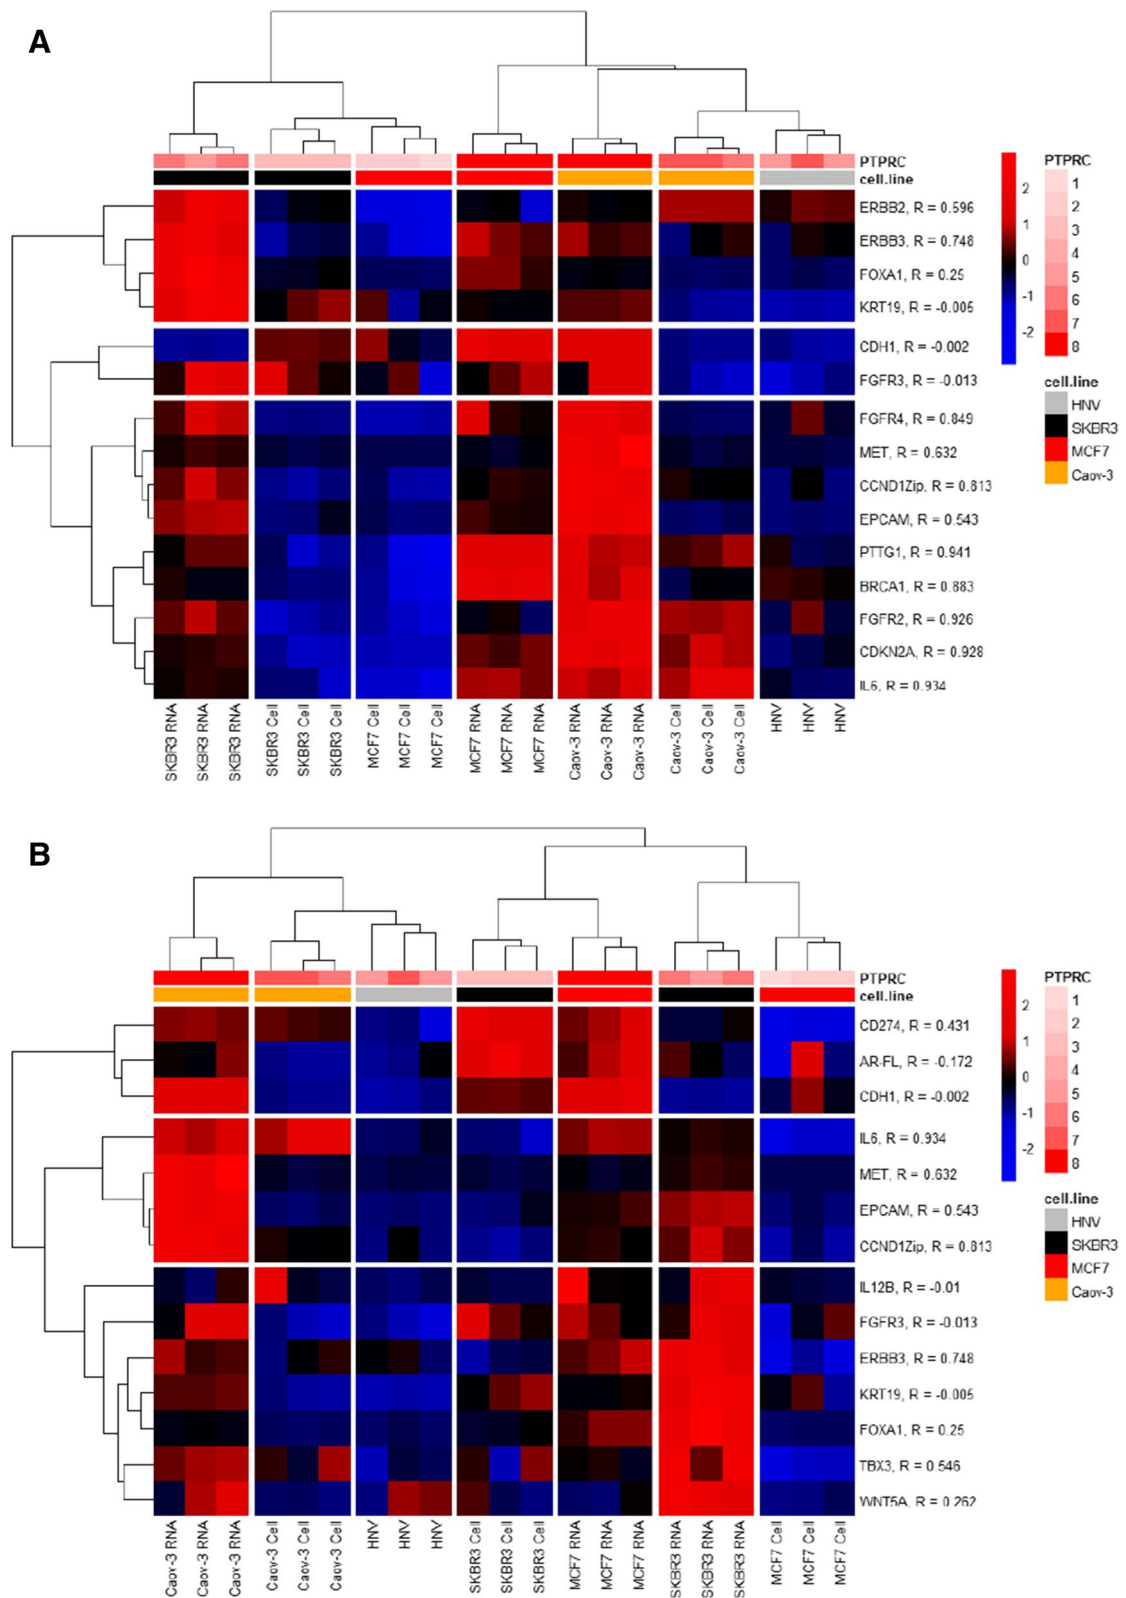 A
PTPRC
cell.line
ERBB2, R = 0.596
ERBB3, R = 0.748
FOXA1, R = 0.25
KRT19, R = -0.005
CDH1, R = -0.002
FGFR3, R = -0.013
FGFR4, R = 0.849
MET, R = 0.632
CCND1Zip, R = 0.813
EPCAM, R = 0.543
PTTG1, R = 0.941
BRCA1, R = 0.883
FGFR2, R = 0.926
CDKN2A, R = 0.928
IL6, R = 0.934
SKBR3 RNA
SKBR3 RNA
SKBR3 RNA
SKBR3 Cell
SKBR3 Cell
SKBR3 Cell
MCF7 Cell
MCF7 Cell
MCF7 Cell
MCF7 RNA
MCF7 RNA
MCF7 RNA
Caov-3 RNA
Caov-3 RNA
Caov-3 RNA
Caov-3 Cell
Caov-3 Cell
Caov-3 Cell
HNV
HNV
HNV
2
1
0
-1
-2
PTPRC
1
2
3
4
5
6
7
8
cell.line
HNV
SKBR3
MCF7
Caov-3
B
PTPRC
cell.line
CD274, R = 0.431
AR-FL, R = -0.172
CDH1, R = -0.002
IL6, R = 0.934
MET, R = 0.632
EPCAM, R = 0.543
CCND1Zip, R = 0.813
IL12B, R = -0.01
FGFR3, R = -0.013
ERBB3, R = 0.748
KRT19, R = -0.005
FOXA1, R = 0.25
TBX3, R = 0.546
WNT5A, R = 0.262
Caov-3 RNA
Caov-3 RNA
Caov-3 RNA
Caov-3 Cell
Caov-3 Cell
Caov-3 Cell
HNV
HNV
HNV
SKBR3 Cell
SKBR3 Cell
SKBR3 Cell
MCF7 RNA
MCF7 RNA
MCF7 RNA
SKBR3 RNA
SKBR3 RNA
SKBR3 RNA
MCF7 Cell
MCF7 Cell
MCF7 Cell
2
1
0
-1
-2
PTPRC
1
2
3
4
5
6
7
8
cell.line
HNV
SKBR3
MCF7
Caov-3